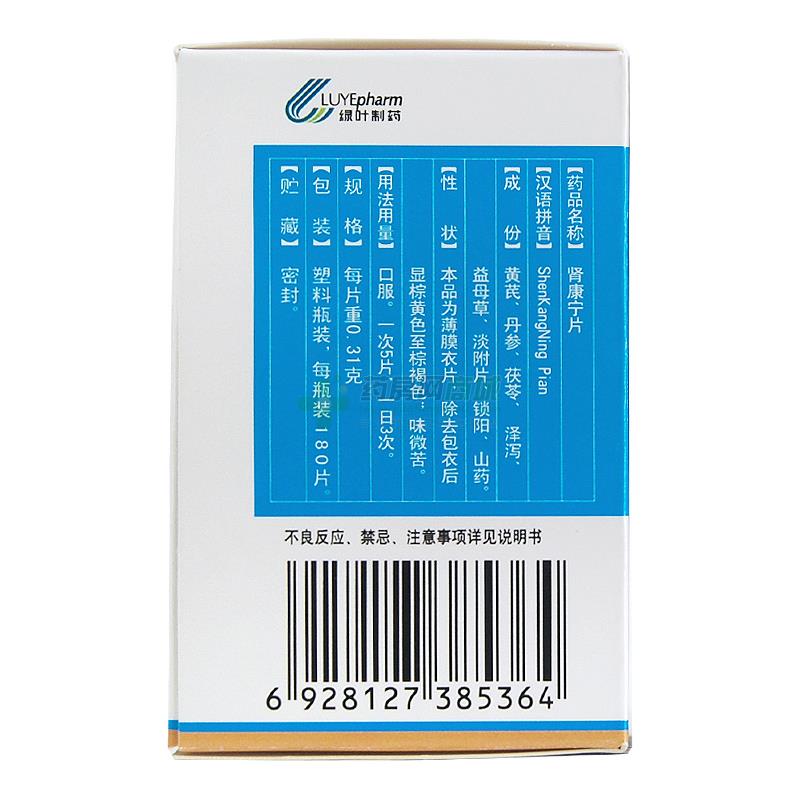 LUYEpharm
绿叶制药
【药品名称】肾康宁片
【汉语拼音】ShenKangNing Pian
【成 份】黄芪、丹参、茯苓、泽泻、
益母草、淡附片、锁阳、山药。
【性 状】本品为薄膜衣片，除去包衣后
显棕黄色至棕褐色；味微苦。
【用法用量】口服。一次5片，一日3次。
【规 格】每片重0.31克
【包 装】塑料瓶装，每瓶装180片。
【贮 藏】密封。
不良反应、禁忌、注意事项详见说明书
6 928127 385364